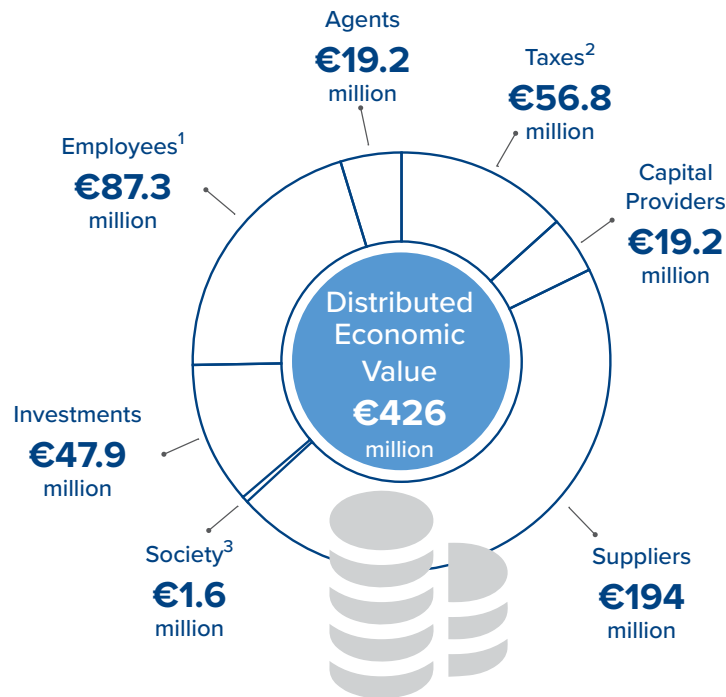 Agents
€19.2
million
Taxes²
€56.8
million
Employees¹
€87.3
million
Capital
Providers
€19.2
million
Distributed
Economic
Value
€426
million
Investments
€47.9
million
Society³
€1.6
million
Suppliers
€194
million